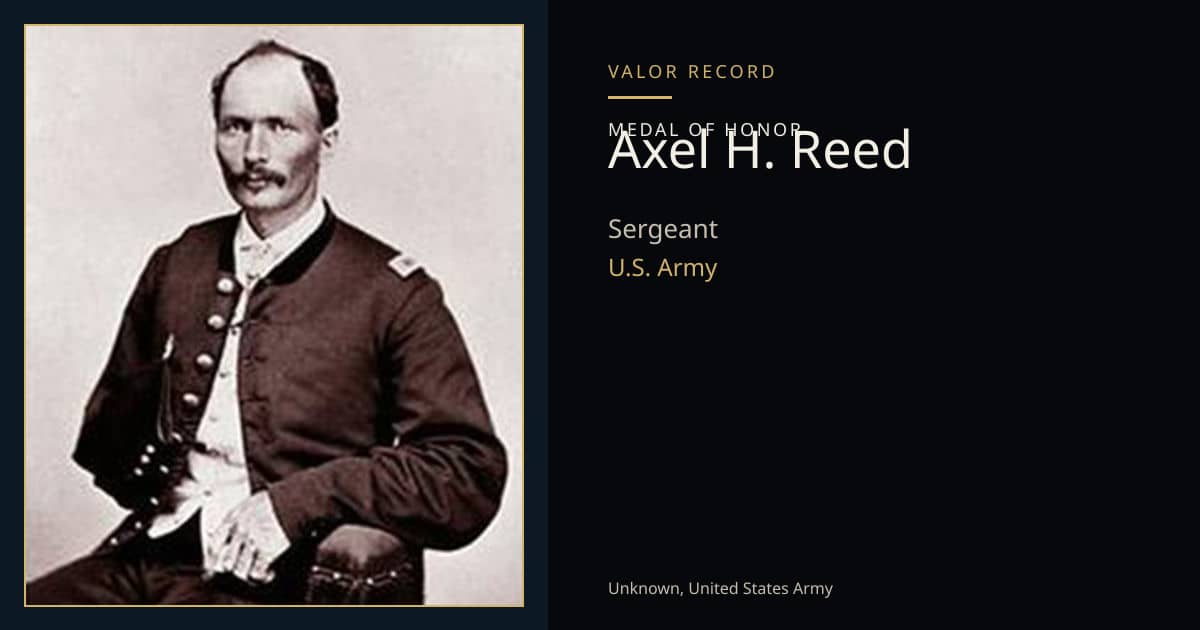 VALOR RECORD
MEDAL OF HONOR
Axel H. Reed
Sergeant
U.S. Army
Unknown, United States Army